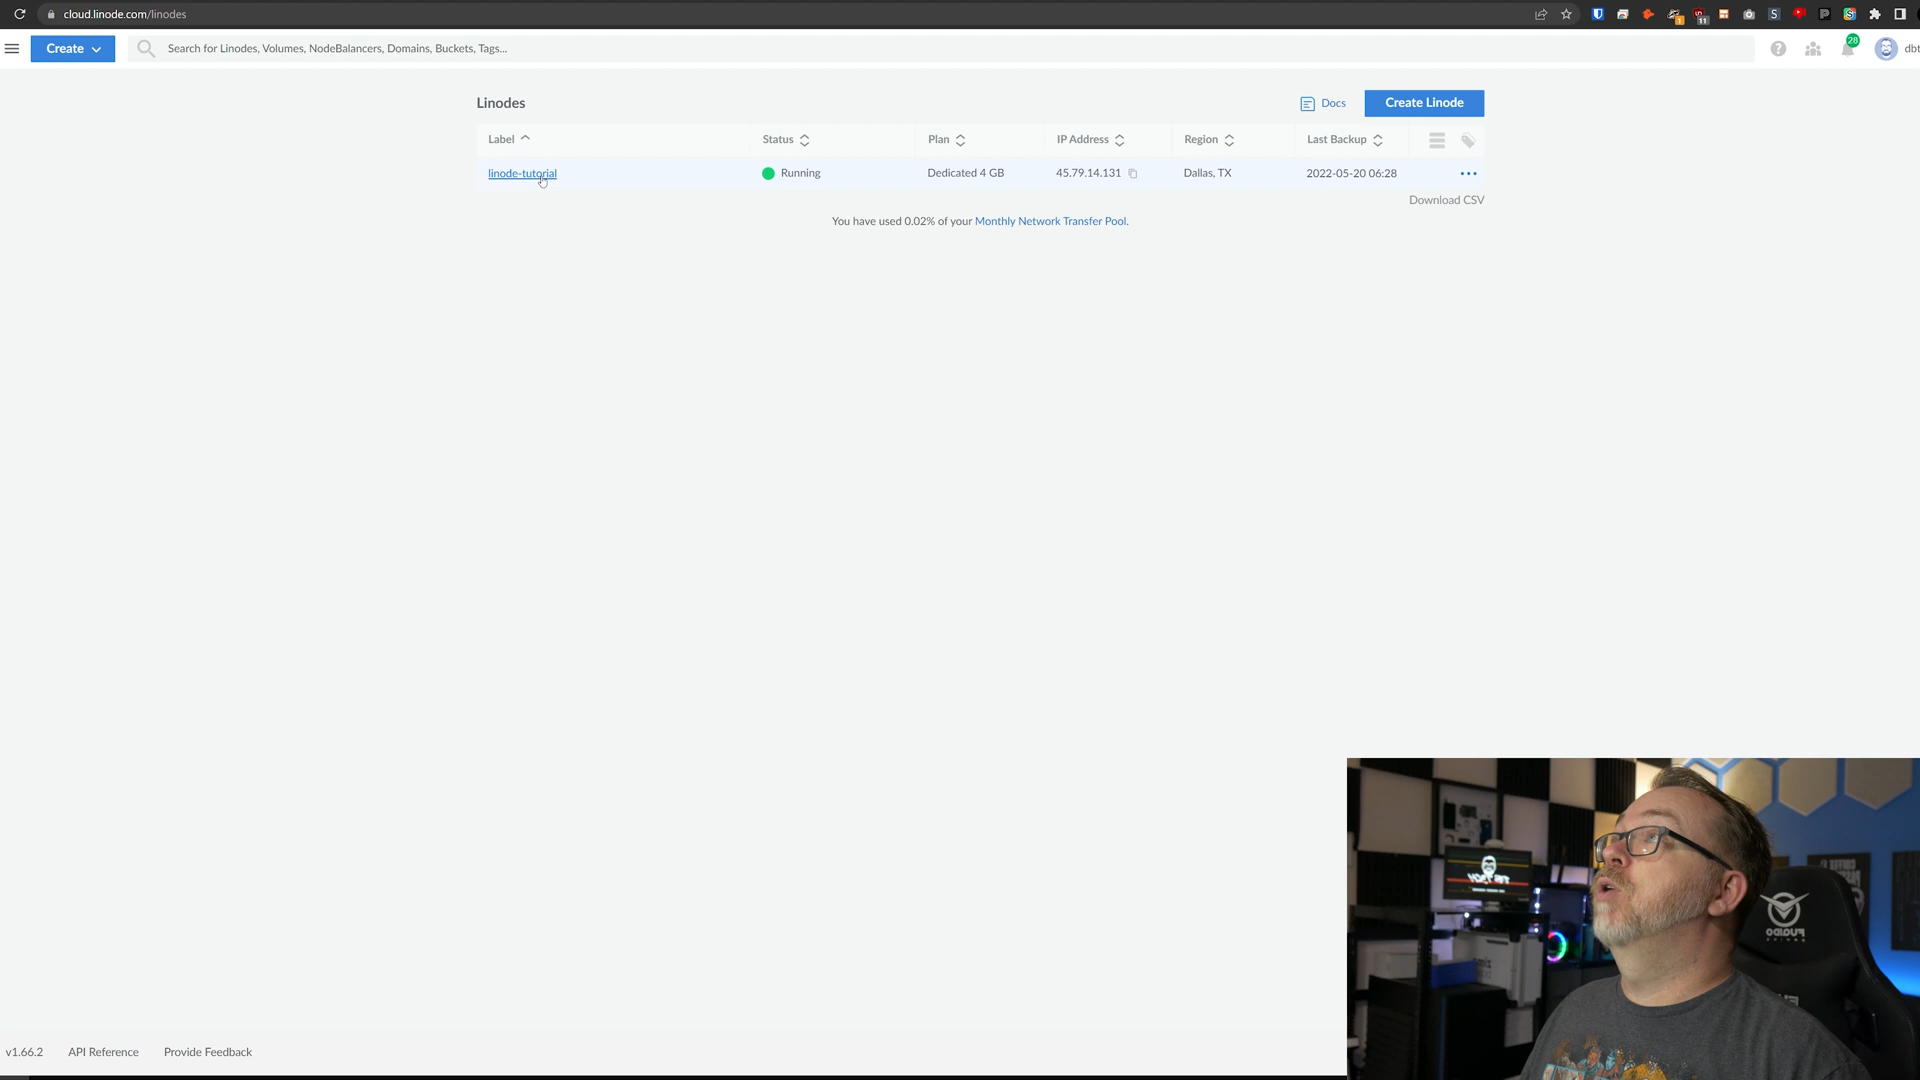 cloud.linode.com/linodes
Create
Search for Linodes, Volumes, NodeBalancers, Domains, Buckets, Tags...
28
dbt
Linodes
Docs
Create Linode
Label Status Plan IP Address Region Last Backup
linode-tutorial Running Dedicated 4 GB 45.79.14.131 Dallas, TX 2022-05-20 06:28
Download CSV
You have used 0.02% of your Monthly Network Transfer Pool.
v1.66.2 API Reference Provide Feedback